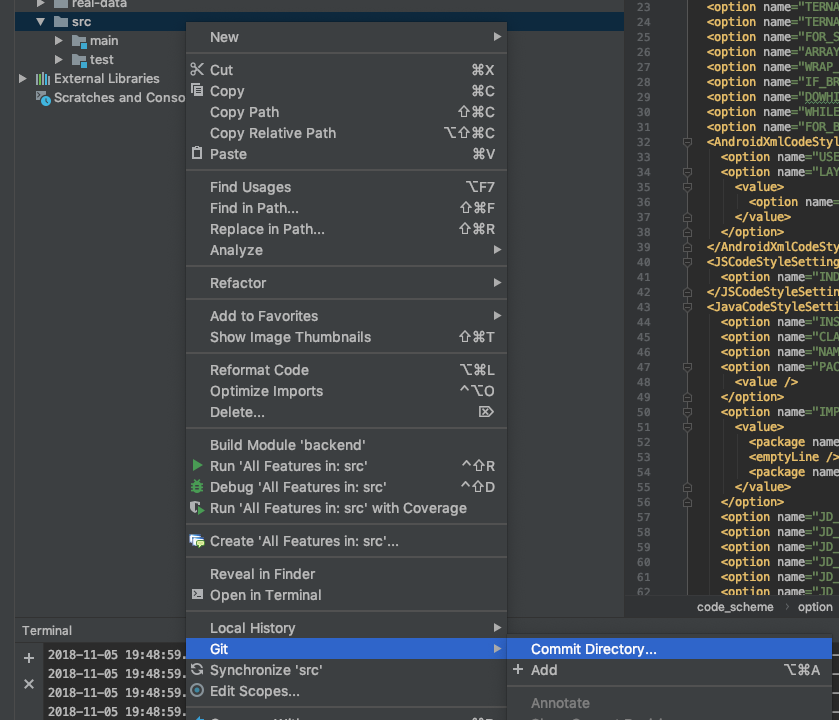 real-data
src
main
test
External Libraries
Scratches and Conso
New
Cut ⌘X
Copy ⌘C
Copy Path ⇧⌘C
Copy Relative Path ⌥⇧⌘C
Paste ⌘V
Find Usages ⌥F7
Find in Path... ⇧⌘F
Replace in Path... ⇧⌘R
Analyze
Refactor
Add to Favorites
Show Image Thumbnails ⇧⌘T
Reformat Code ⌥⌘L
Optimize Imports ^⌥O
Delete... ⌦
Build Module 'backend'
Run 'All Features in: src' ^⇧R
Debug 'All Features in: src' ^⇧D
Run 'All Features in: src' with Coverage
Create 'All Features in: src'...
Reveal in Finder
Open in Terminal
Local History
Git
Synchronize 'src'
Edit Scopes...
Commit Directory...
Add ⌥⌘A
Annotate
23 <option name="TERNA
24 <option name="TERNA
25 <option name="FOR_S
26 <option name="ARRAY
27 <option name="WRAP_
28 <option name="IF_BR
29 <option name="DOWHI
30 <option name="WHILE
31 <option name="FOR_B
32 <AndroidXmlCodeStyl
33 <option name="USE
34 <option name="LAY
35 <value>
36 <option name=
37 </value>
38 </option>
39 </AndroidXmlCodeSty
40 <JSCodeStyleSetting
41 <option name="IND
42 </JSCodeStyleSettin
43 <JavaCodeStyleSetti
44 <option name="INS
45 <option name="CLA
46 <option name="NAM
47 <option name="PAC
48 <value />
49 </option>
50 <option name="IMP
51 <value>
52 <package name
53 <emptyLine />
54 <package name
55 </value>
56 </option>
57 <option name="JD_
58 <option name="JD_
59 <option name="JD_
60 <option name="JD_
61 <option name="JD_
62 <option name="JD
code_scheme › option
Terminal
2018-11-05 19:48:59.
2018-11-05 19:48:59.
2018-11-05 19:48:59.
2018-11-05 19:48:59.